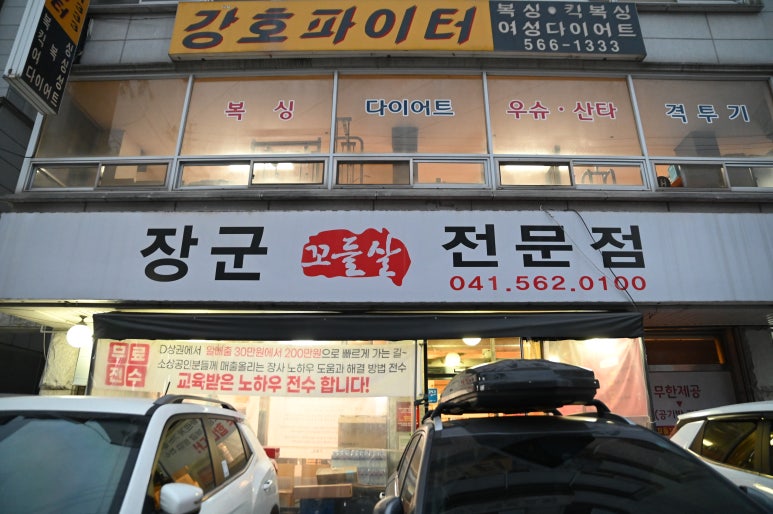 강호파이터
복싱·킥복싱
여성다이어트
566-1333
복싱
다이어트
우슈·산타
격투기
장군 꼬들살 전문점
041.562.0100
무료
전수
D상권에서 일매출 30만원에서 200만원으로 빠르게 가는 길~
소상공인분들께 매출올리는 장사 노하우 도움과 해결 방법 전수
교육받은 노하우 전수 합니다!
무한제공